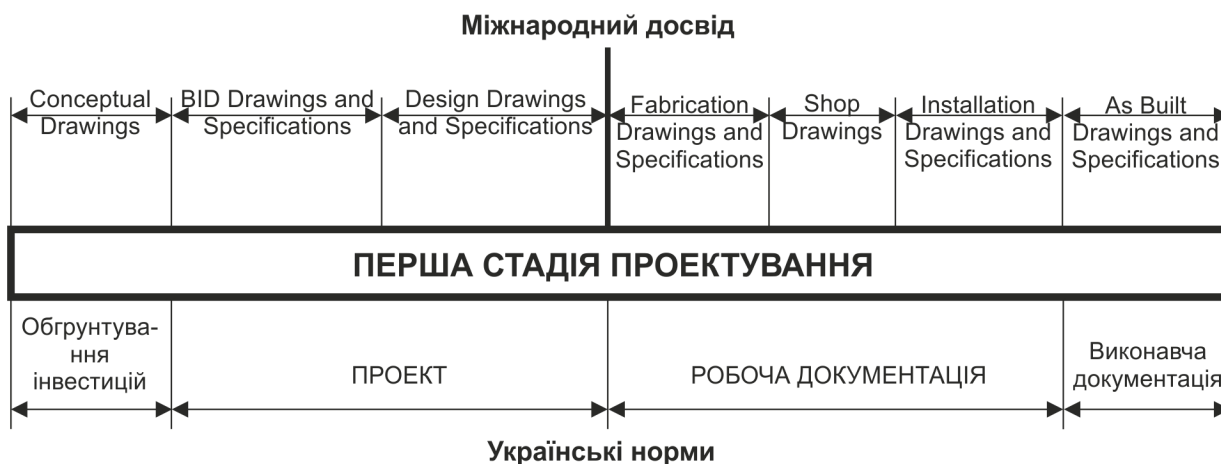 Міжнародний досвід
Conceptual
Drawings
BID Drawings and
Specifications
Design Drawings
and Specifications
Fabrication
Drawings and
Specifications
Shop
Drawings
Installation
Drawings and
Specifications
As Built
Drawings and
Specifications
ПЕРША СТАДІЯ ПРОЕКТУВАННЯ
Обгрунтува-
ння
інвестицій
ПРОЕКТ
РОБОЧА ДОКУМЕНТАЦІЯ
Виконавча
документація
Українські норми